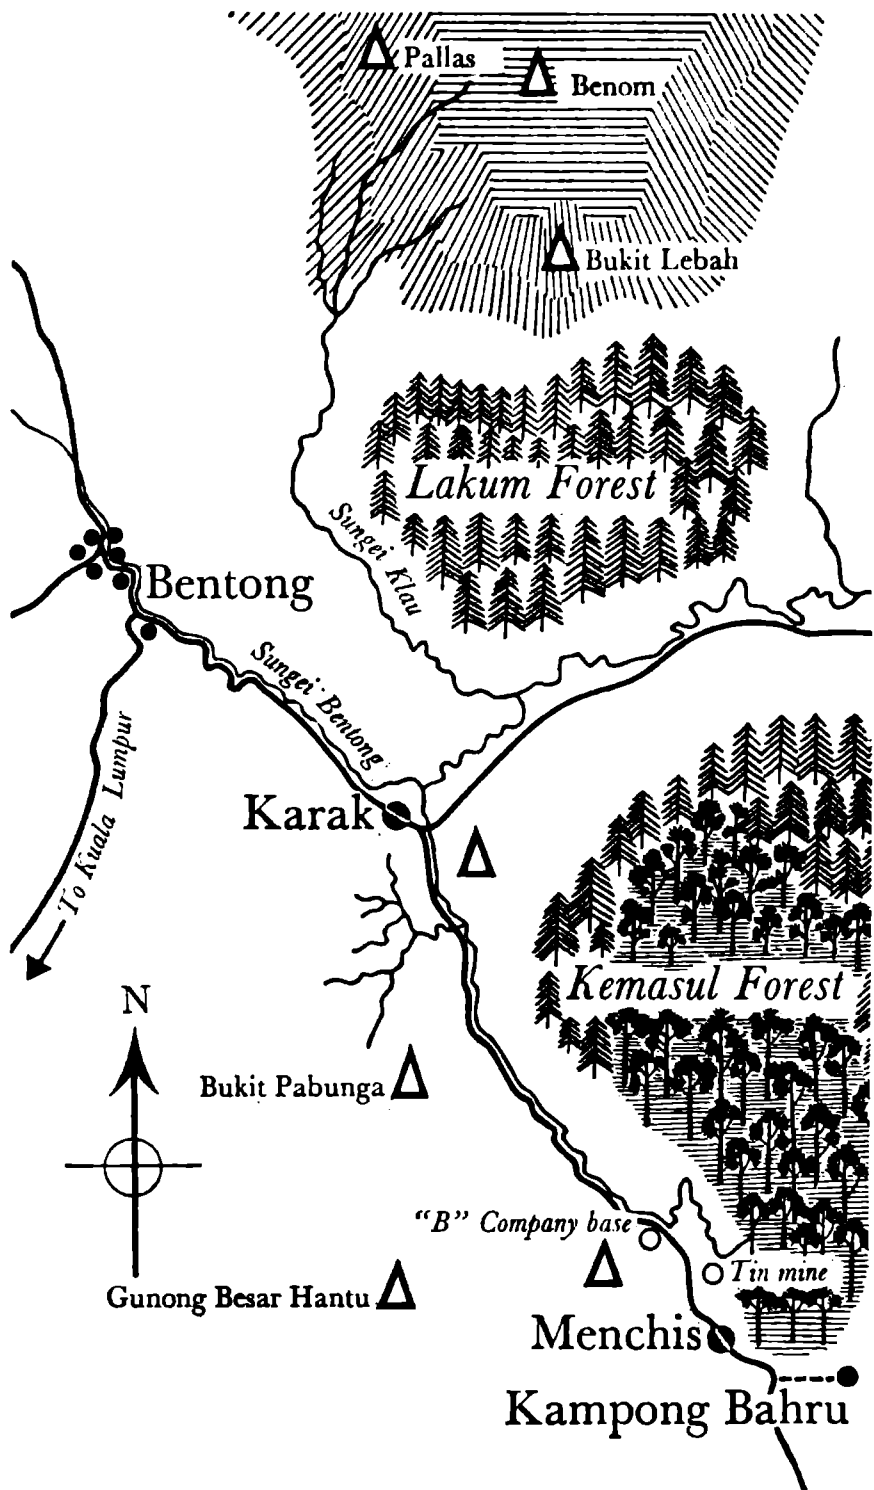 Pallas
Benom
Bukit Lebah
Lakum Forest
Sungei Klau
Bentong
Sungei Bentong
To Kuala Lumpur
Karak
Kemasul Forest
N
Bukit Pabunga
"B" Company base
Tin mine
Gunong Besar Hantu
Menchis
Kampong Bahru